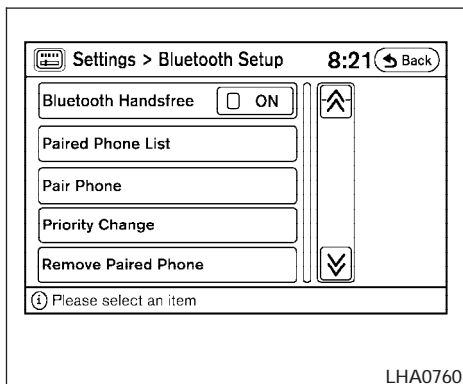 Settings > Bluetooth Setup 8:21 Back
Bluetooth Handsfree ON
Paired Phone List
Pair Phone
Priority Change
Remove Paired Phone
i Please select an item
LHA0760